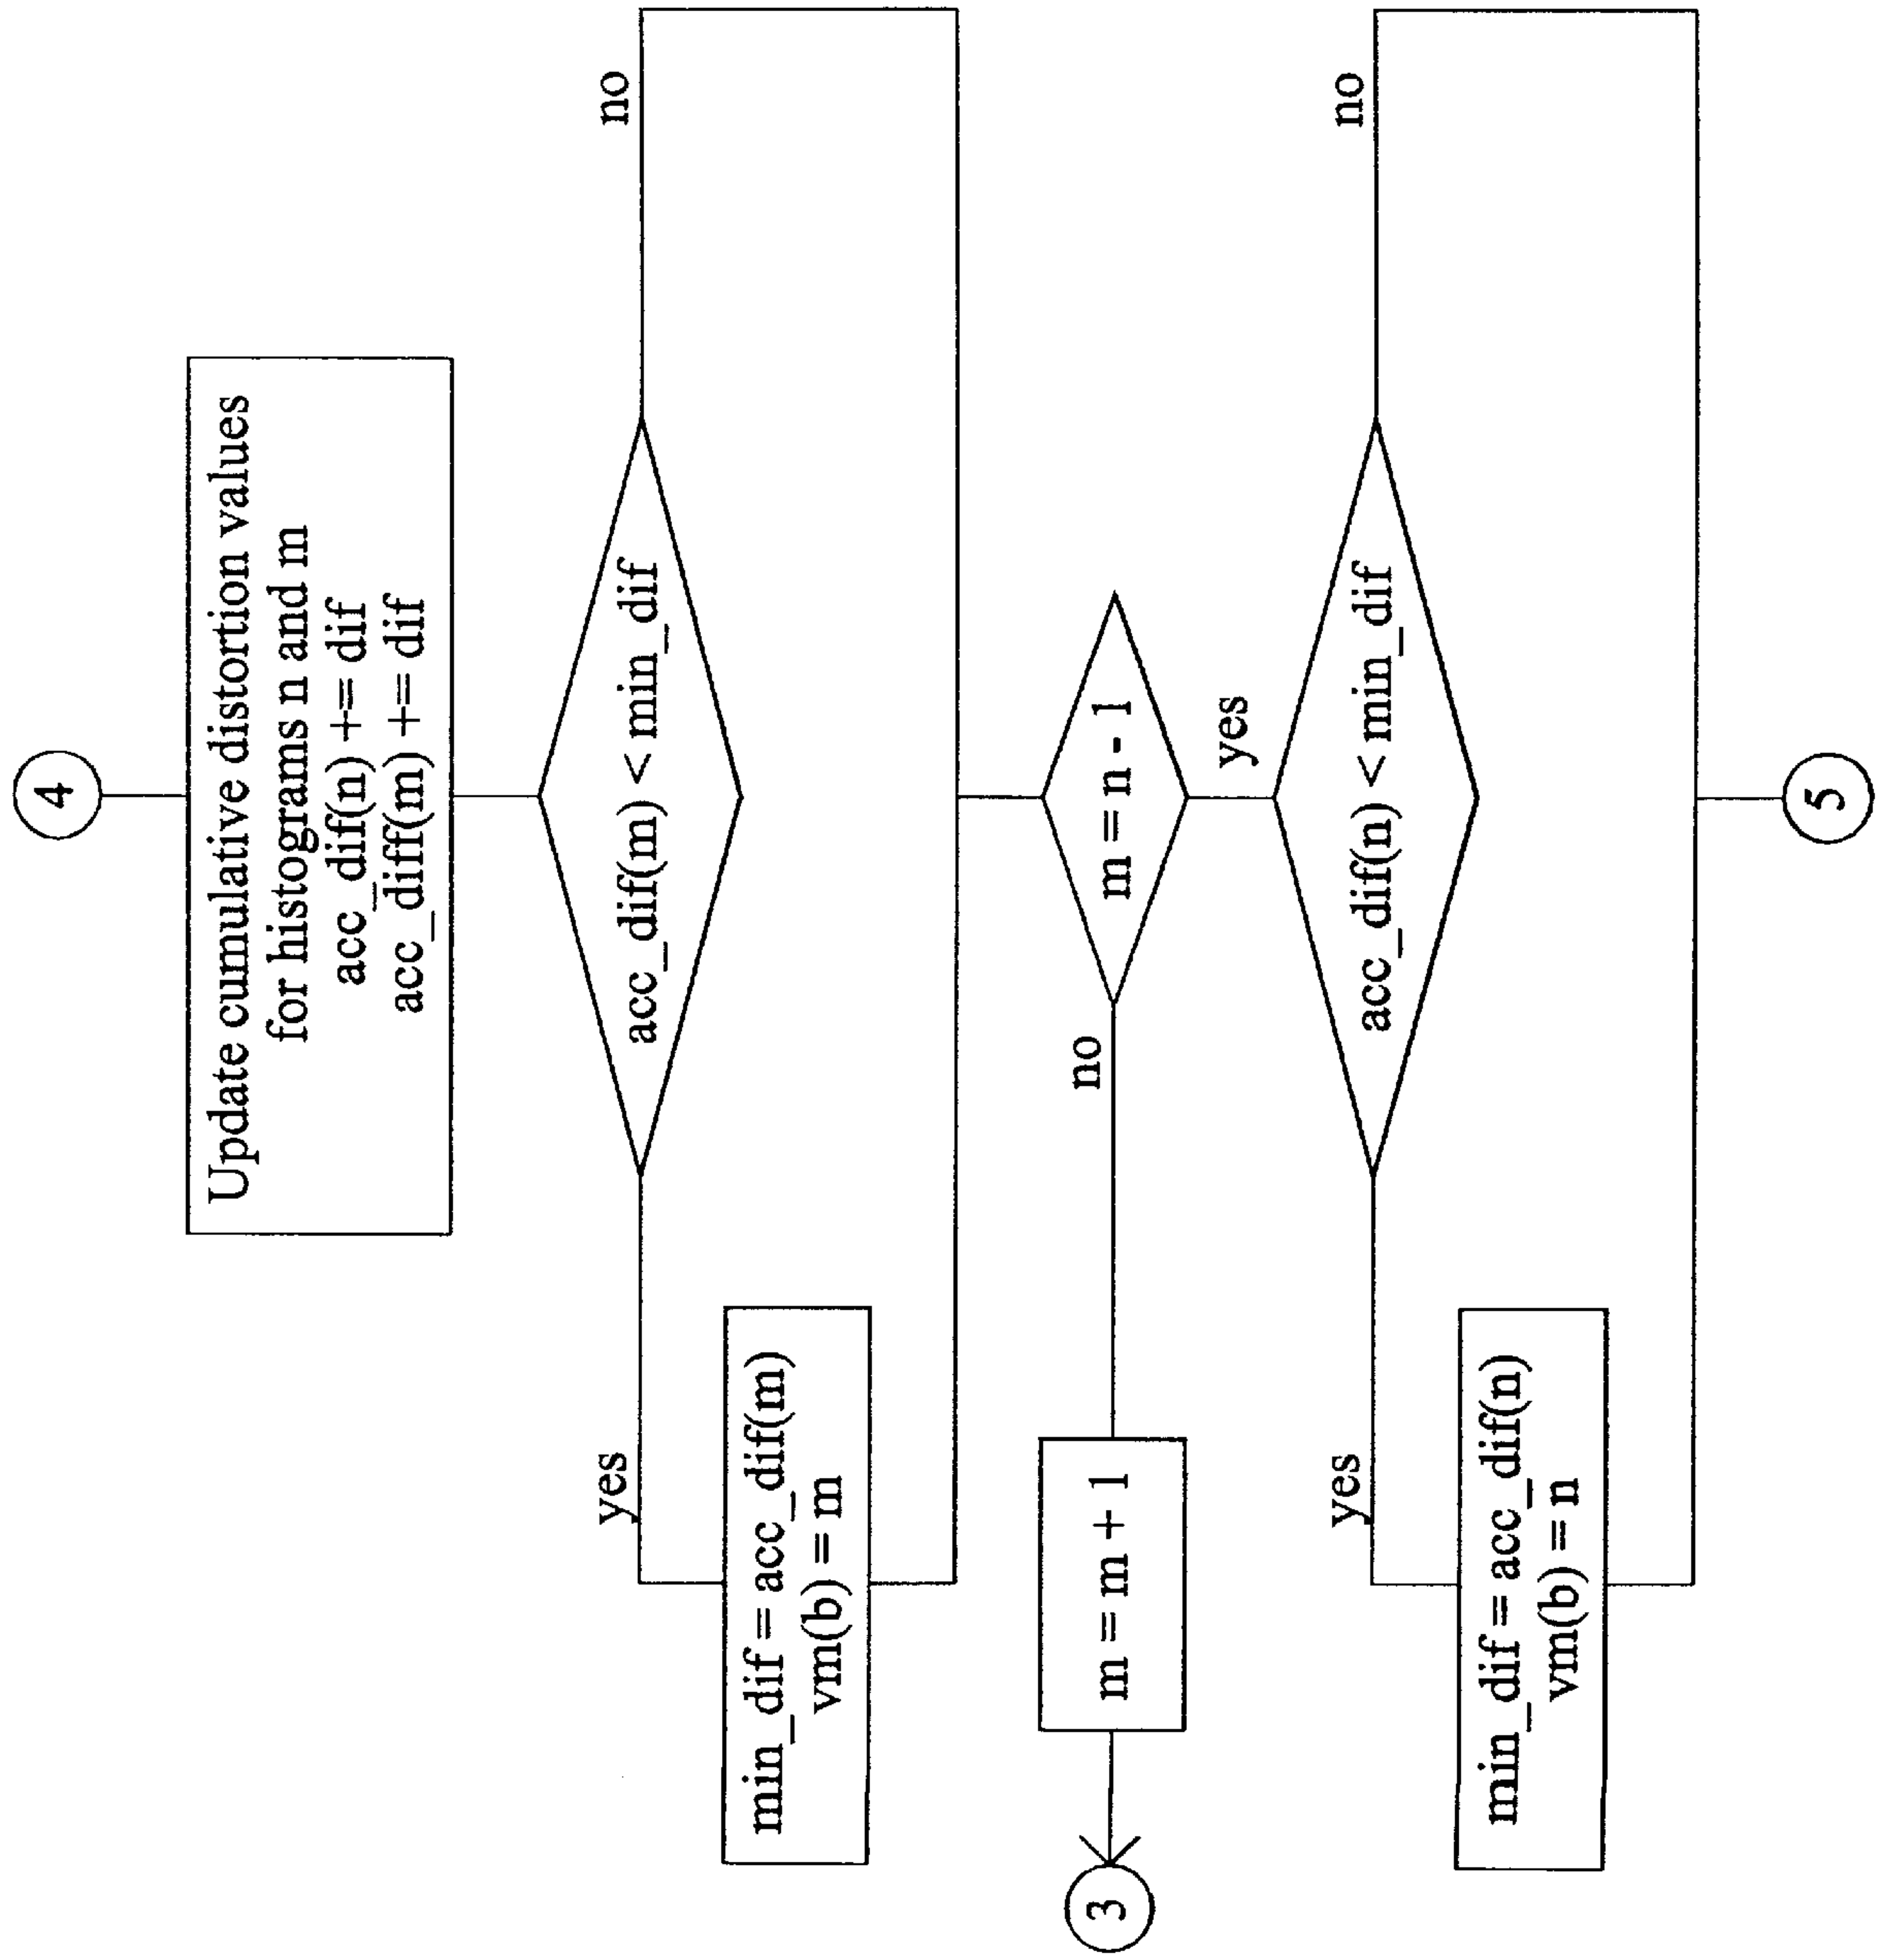 4
Update cumulative distortion values
for histograms n and m
acc_dif(n) += dif
acc_diff(m) += dif
acc_dif(m) < min_dif
yes
no
min_dif = acc_dif(m)
vm(b) = m
m = n - 1
no
yes
m = m + 1
3
acc_dif(n) < min_dif
yes
no
min_dif = acc_dif(n)
vm(b) = n
5